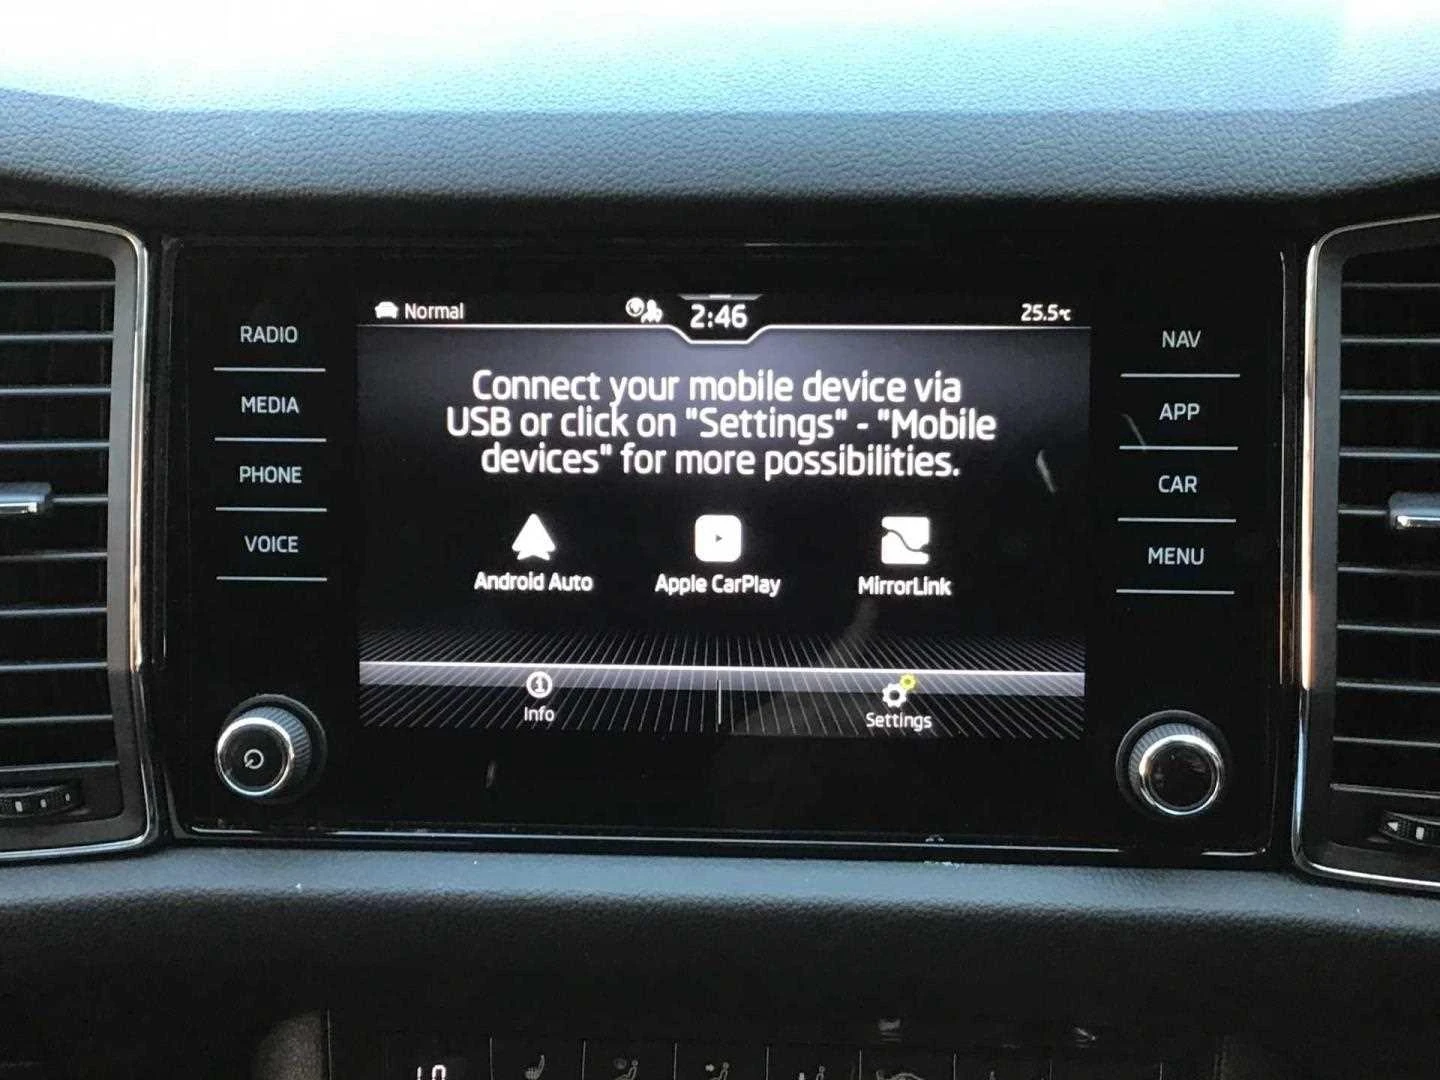 Normal 2:46 25.5°C
RADIO
MEDIA
PHONE
VOICE
Connect your mobile device via
USB or click on "Settings" - "Mobile
devices" for more possibilities.
Android Auto Apple CarPlay MirrorLink
Info Settings
NAV
APP
CAR
MENU